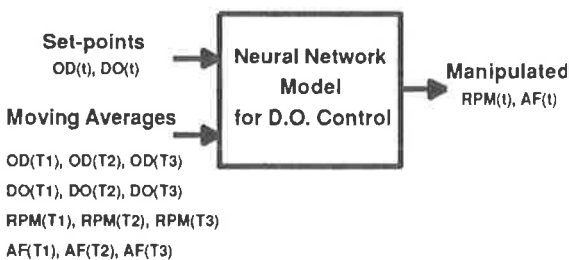 Set-points
OD(t), DO(t)
Moving Averages
OD(T1), OD(T2), OD(T3)
DO(T1), DO(T2), DO(T3)
RPM(T1), RPM(T2), RPM(T3)
AF(T1), AF(T2), AF(T3)
Neural Network
Model
for D.O. Control
Manipulated
RPM(t), AF(t)